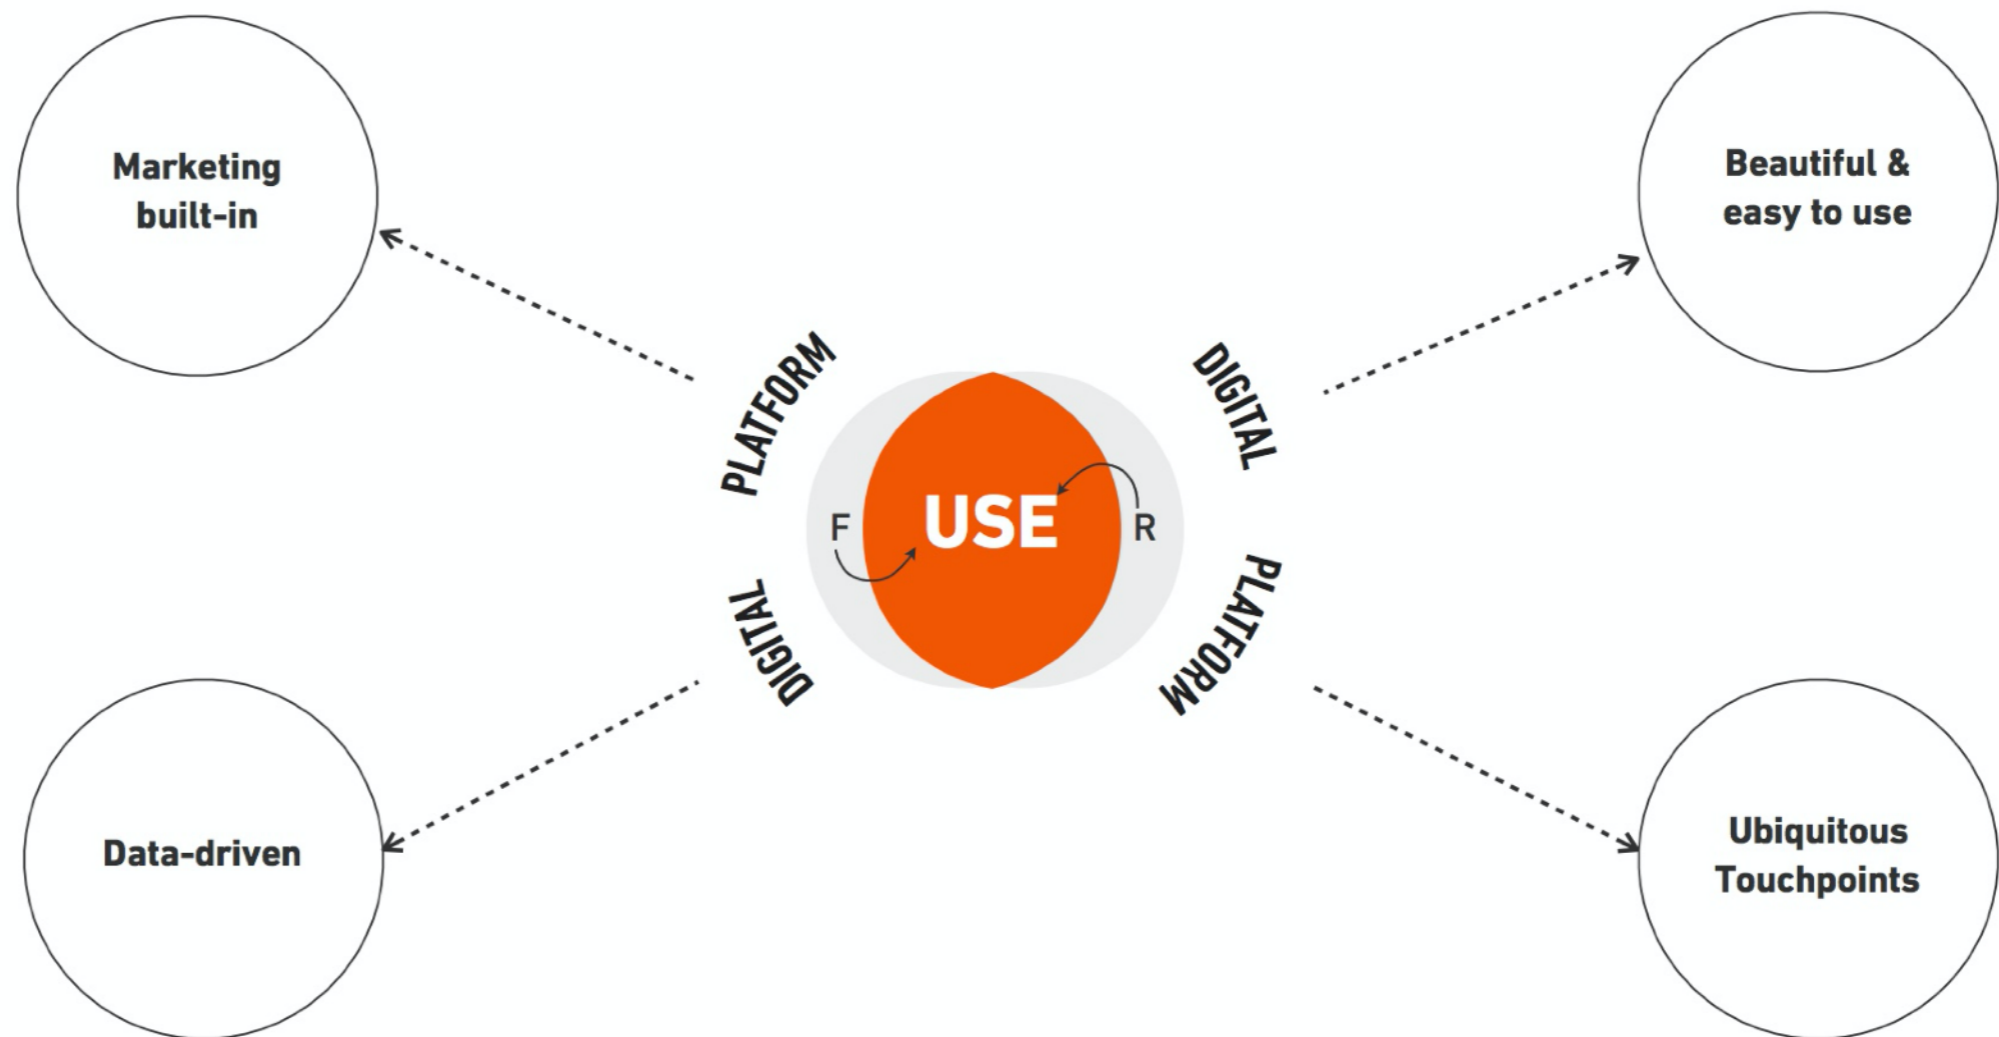 Marketing
built-in
Beautiful &
easy to use
PLATFORM
DIGITAL
F
USE
R
DIGITAL
PLATFORM
Data-driven
Ubiquitous
Touchpoints